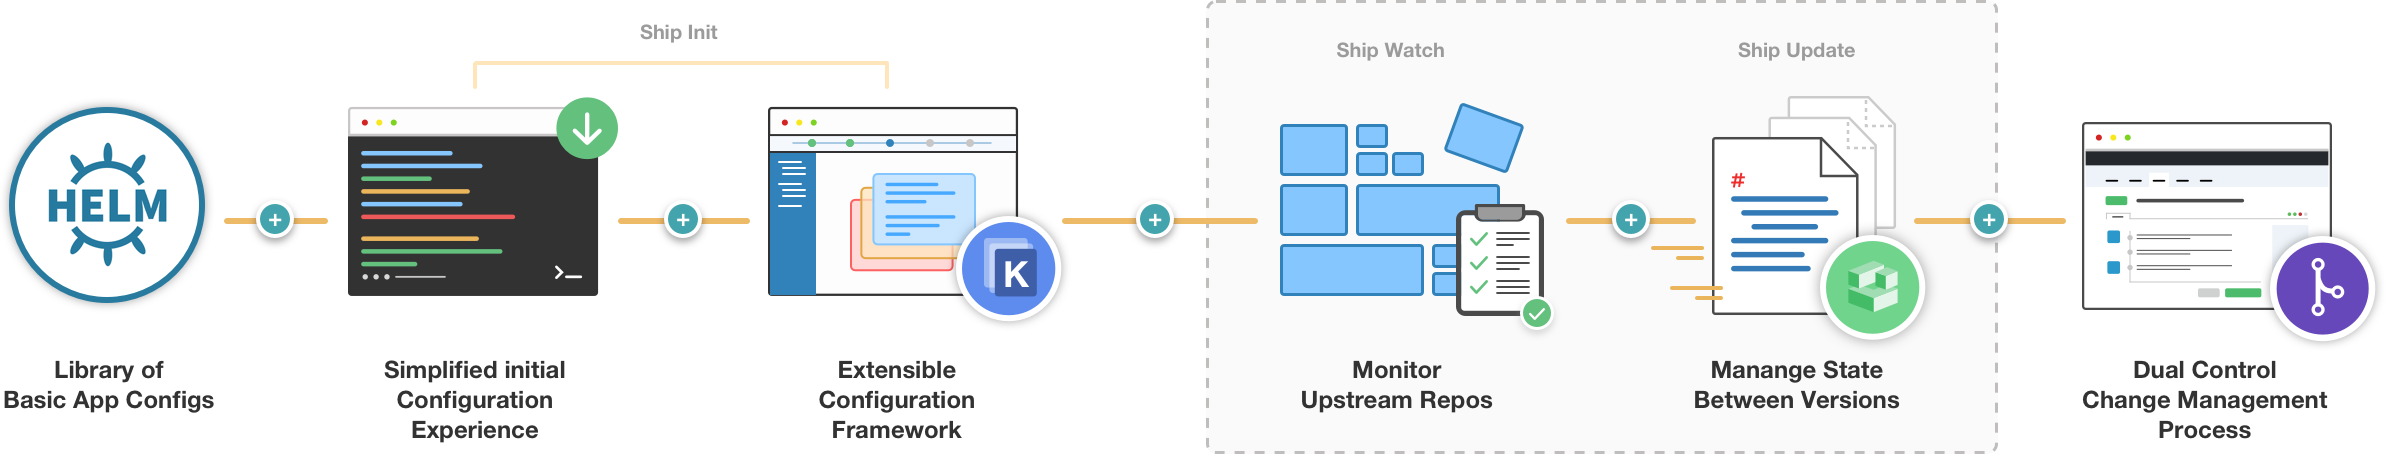 Ship Init
Ship Watch
Ship Update
HELM
K
#
Library of
Basic App Configs
Simplified initial
Configuration
Experience
Extensible
Configuration
Framework
Monitor
Upstream Repos
Manange State
Between Versions
Dual Control
Change Management
Process